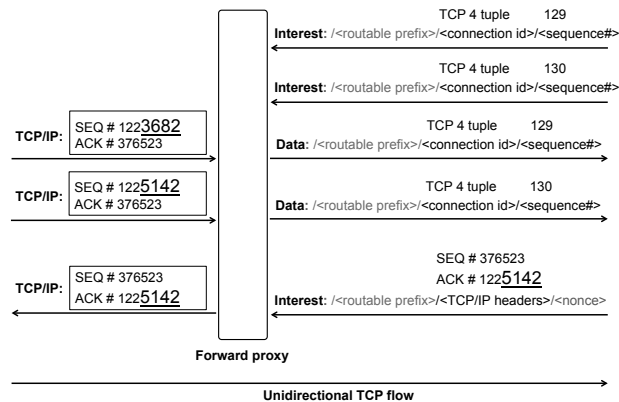 TCP 4 tuple 129
Interest: /<routable prefix>/<connection id>/<sequence#>
TCP 4 tuple 130
Interest: /<routable prefix>/<connection id>/<sequence#>
TCP/IP: SEQ # 1223682
ACK # 376523
TCP 4 tuple 129
Data: /<routable prefix>/<connection id>/<sequence#>
TCP/IP: SEQ # 1225142
ACK # 376523
TCP 4 tuple 130
Data: /<routable prefix>/<connection id>/<sequence#>
TCP/IP: SEQ # 376523
ACK # 1225142
SEQ # 376523
ACK # 1225142
Interest: /<routable prefix>/<TCP/IP headers>/<nonce>
Forward proxy
Unidirectional TCP flow